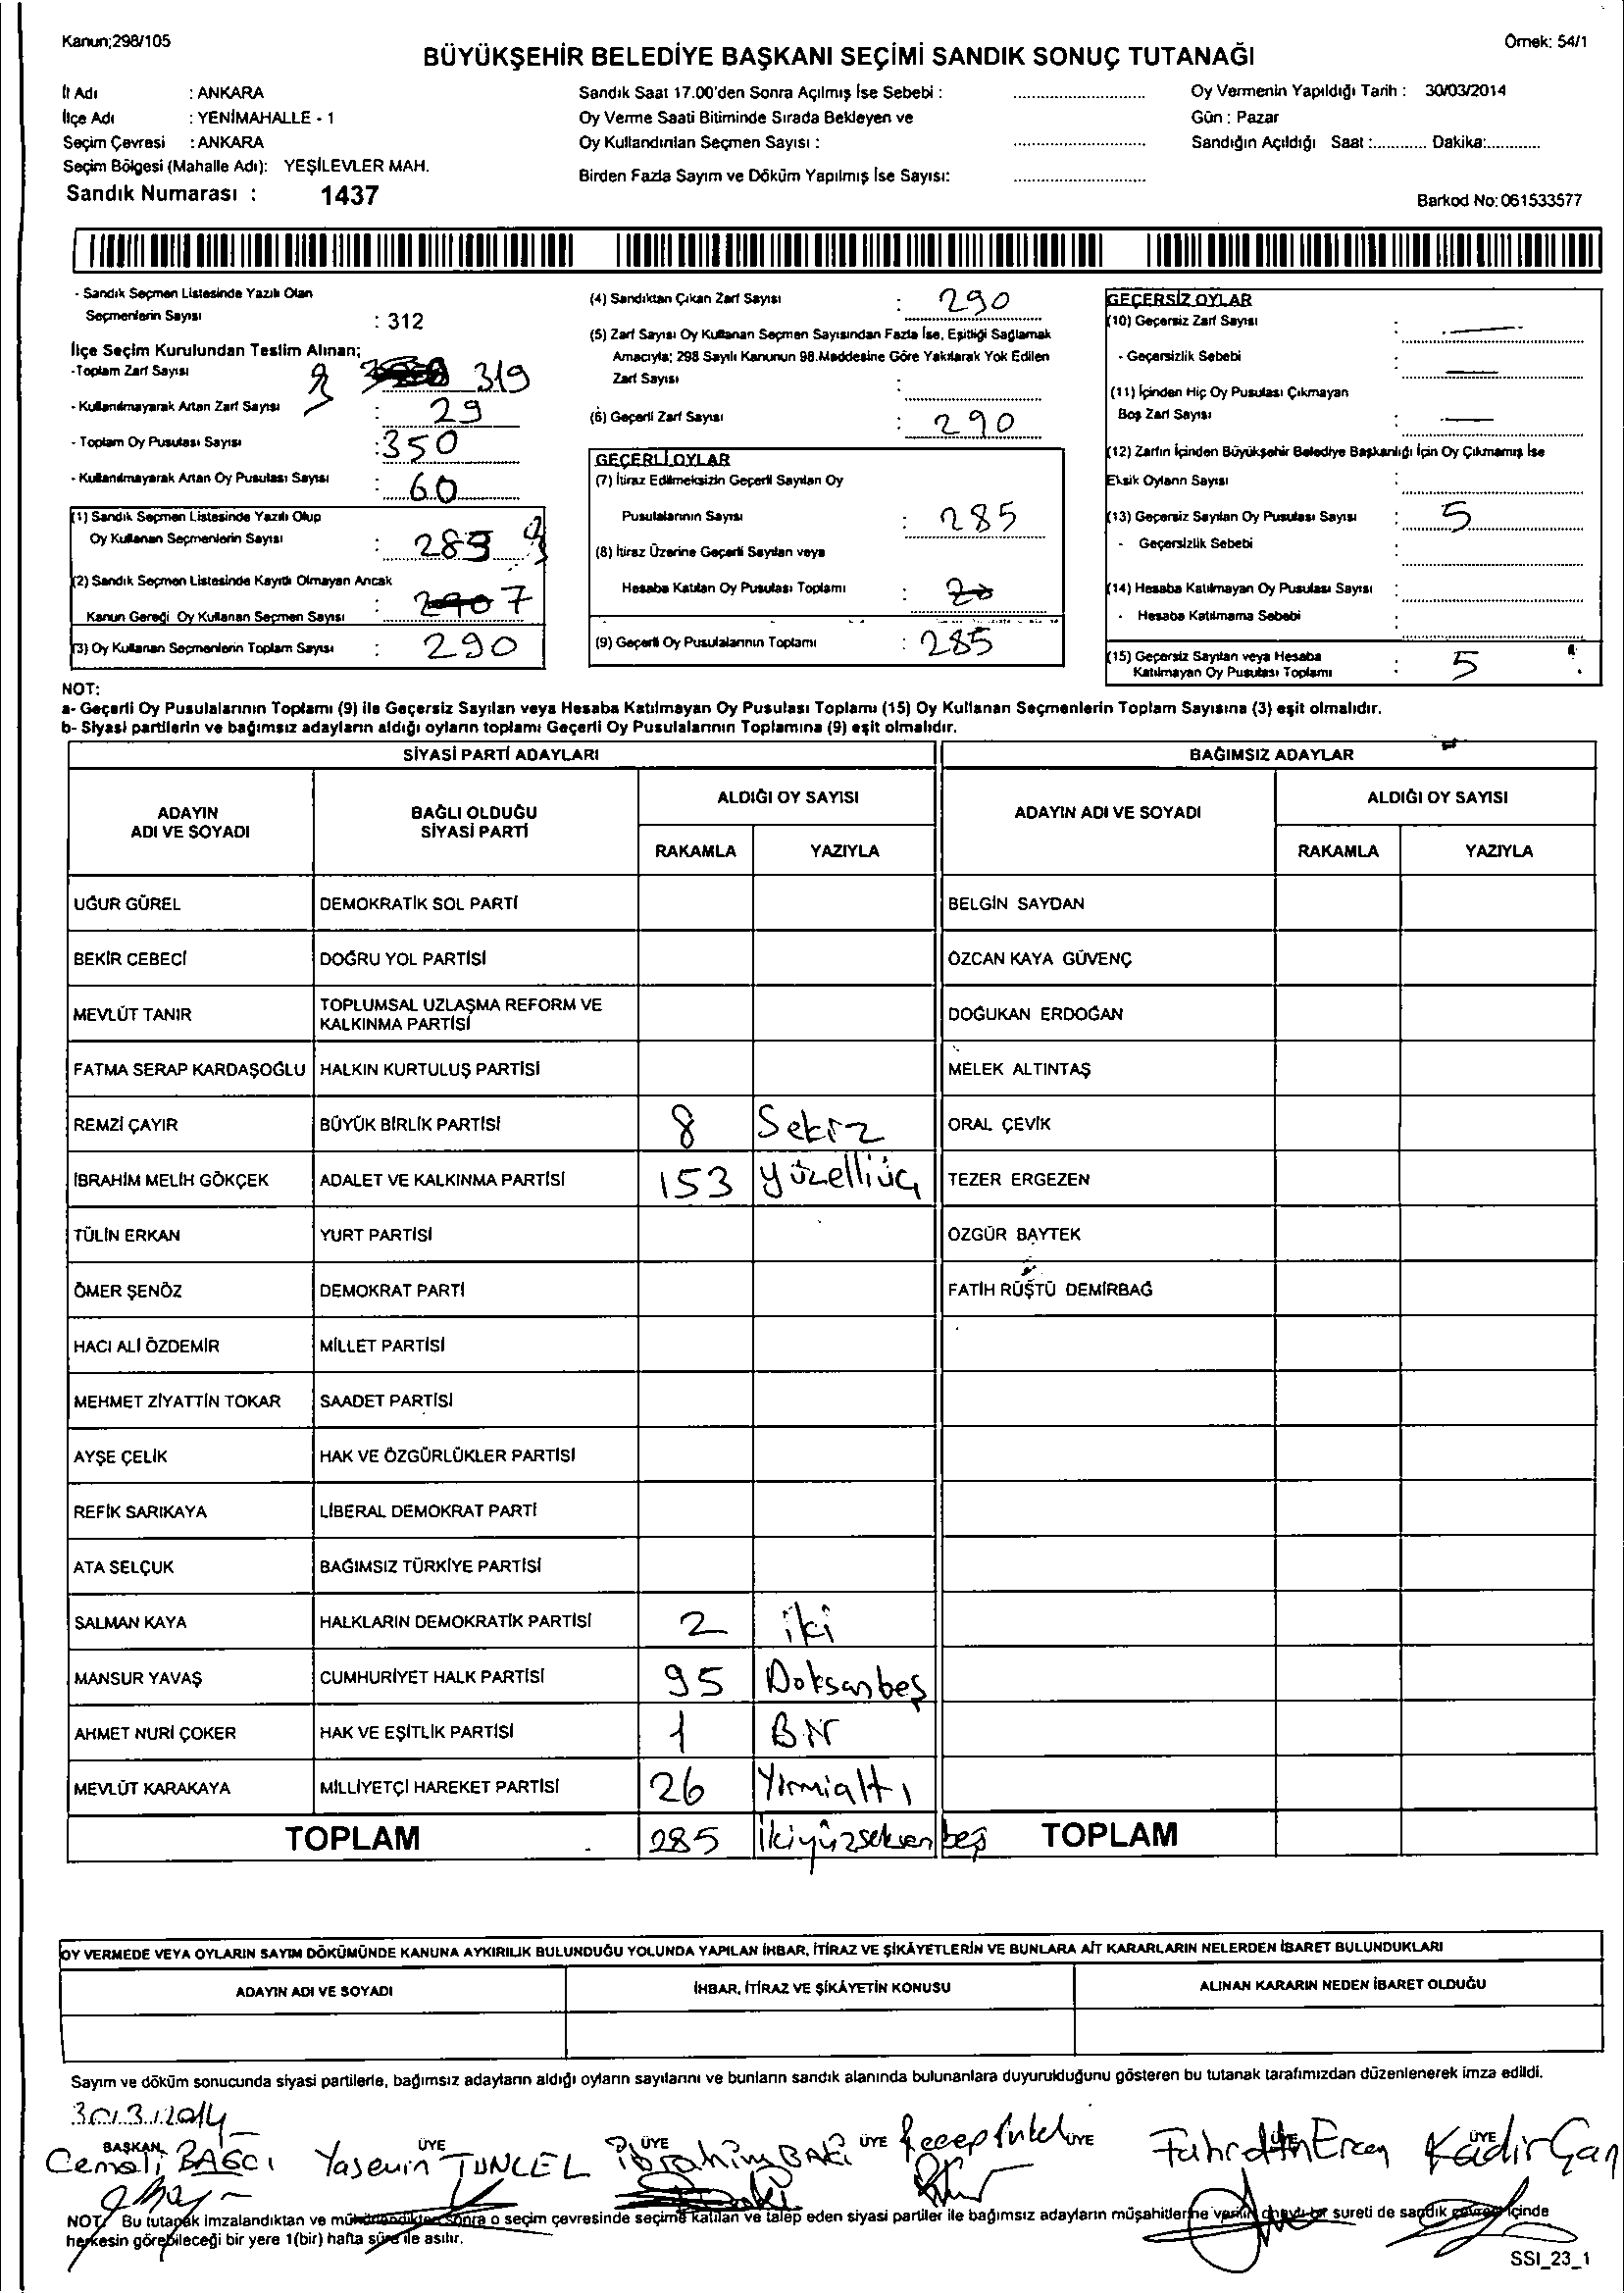 Kanun;298/105
Örnek: 54/1
BÜYÜKŞEHİR BELEDİYE BAŞKANI SEÇİMİ SANDIK SONUÇ TUTANAĞI
İl Adı : ANKARA
İlçe Adı : YENİMAHALLE - 1
Seçim Çevresi : ANKARA
Seçim Bölgesi (Mahalle Adı): YEŞİLEVLER MAH.
Sandık Numarası : 1437
Sandık Saat 17.00'den Sonra Açılmış İse Sebebi :
Oy Verme Saati Bitiminde Sırada Bekleyen ve
Oy Kullandırılan Seçmen Sayısı :
Birden Fazla Sayım ve Döküm Yapılmış İse Sayısı:
Oy Vermenin Yapıldığı Tarih : 30/03/2014
Gün : Pazar
Sandığın Açıldığı Saat :............ Dakika:............
Barkod No: 061533577
- Sandık Seçmen Listesinde Yazılı Olan
Seçmenlerin Sayısı : 312
İlçe Seçim Kurulundan Teslim Alınan;
-Toplam Zarf Sayısı 319
- Kullanılmayarak Artan Zarf Sayısı : 29
- Toplam Oy Pusulası Sayısı : 350
- Kullanılmayarak Artan Oy Pusulası Sayısı : 60
(1) Sandık Seçmen Listesinde Yazılı Olup
Oy Kullanan Seçmenlerin Sayısı :
(2) Sandık Seçmen Listesinde Kayıtlı Olmayan Ancak
Kanun Gereği Oy Kullanan Seçmen Sayısı : 7
(3) Oy Kullanan Seçmenlerin Toplam Sayısı : 290
(4) Sandıktan Çıkan Zarf Sayısı : 290
(5) Zarf Sayısı Oy Kullanan Seçmen Sayısından Fazla İse, Eşitliği Sağlamak
Amacıyla; 298 Sayılı Kanunun 98.Maddesine Göre Yakılarak Yok Edilen
Zarf Sayısı :
(6) Geçerli Zarf Sayısı : 290
GEÇERLİ OYLAR
(7) İtiraz Edilmeksizin Geçerli Sayılan Oy
Pusulalarının Sayısı : 285
(8) İtiraz Üzerine Geçerli Sayılan veya
Hesaba Katılan Oy Pusulası Toplamı :
(9) Geçerli Oy Pusulalarının Toplamı : 285
GEÇERSİZ OYLAR
(10) Geçersiz Zarf Sayısı : —
- Geçersizlik Sebebi : —
(11) İçinden Hiç Oy Pusulası Çıkmayan
Boş Zarf Sayısı : —
(12) Zarfın İçinden Büyükşehir Belediye Başkanlığı İçin Oy Çıkmamış İse
Eksik Oyların Sayısı :
(13) Geçersiz Sayılan Oy Pusulası Sayısı : 5
- Geçersizlik Sebebi :
(14) Hesaba Katılmayan Oy Pusulası Sayısı :
- Hesaba Katılmama Sebebi :
(15) Geçersiz Sayılan veya Hesaba
Katılmayan Oy Pusulası Toplamı : 5
NOT:
a- Geçerli Oy Pusulalarının Toplamı (9) ile Geçersiz Sayılan veya Hesaba Katılmayan Oy Pusulası Toplamı (15) Oy Kullanan Seçmenlerin Toplam Sayısına (3) eşit olmalıdır.
b- Siyasi partilerin ve bağımsız adayların aldığı oyların toplamı Geçerli Oy Pusulalarının Toplamına (9) eşit olmalıdır.
SİYASİ PARTİ ADAYLARI BAĞIMSIZ ADAYLAR
ADAYIN ADI VE SOYADI BAĞLI OLDUĞU SİYASİ PARTİ ALDIĞI OY SAYISI ADAYIN ADI VE SOYADI ALDIĞI OY SAYISI
RAKAMLA YAZIYLA RAKAMLA YAZIYLA
UĞUR GÜREL DEMOKRATİK SOL PARTİ BELGİN SAYDAN
BEKİR CEBECİ DOĞRU YOL PARTİSİ ÖZCAN KAYA GÜVENÇ
MEVLÜT TANIR TOPLUMSAL UZLAŞMA REFORM VE KALKINMA PARTİSİ DOĞUKAN ERDOĞAN
FATMA SERAP KARDAŞOĞLU HALKIN KURTULUŞ PARTİSİ MELEK ALTINTAŞ
REMZİ ÇAYIR BÜYÜK BİRLİK PARTİSİ 8 Sekiz ORAL ÇEVİK
İBRAHİM MELİH GÖKÇEK ADALET VE KALKINMA PARTİSİ 153 yüzelliüç TEZER ERGEZEN
TÜLİN ERKAN YURT PARTİSİ ÖZGÜR BAYTEK
ÖMER ŞENÖZ DEMOKRAT PARTİ FATİH RÜŞTÜ DEMİRBAĞ
HACI ALİ ÖZDEMİR MİLLET PARTİSİ
MEHMET ZİYATTİN TOKAR SAADET PARTİSİ
AYŞE ÇELİK HAK VE ÖZGÜRLÜKLER PARTİSİ
REFİK SARIKAYA LİBERAL DEMOKRAT PARTİ
ATA SELÇUK BAĞIMSIZ TÜRKİYE PARTİSİ
SALMAN KAYA HALKLARIN DEMOKRATİK PARTİSİ 2 iki
MANSUR YAVAŞ CUMHURİYET HALK PARTİSİ 95 Doksanbeş
AHMET NURİ ÇOKER HAK VE EŞİTLİK PARTİSİ 1 Bir
MEVLÜT KARAKAYA MİLLİYETÇİ HAREKET PARTİSİ 26 Yirmialtı
TOPLAM 285 İkiyüzseksenbeş TOPLAM
OY VERMEDE VEYA OYLARIN SAYIM DÖKÜMÜNDE KANUNA AYKIRILIK BULUNDUĞU YOLUNDA YAPILAN İHBAR, İTİRAZ VE ŞİKÂYETLERİN VE BUNLARA AİT KARARLARIN NELERDEN İBARET BULUNDUKLARI
ADAYIN ADI VE SOYADI İHBAR, İTİRAZ VE ŞİKÂYETİN KONUSU ALINAN KARARIN NEDEN İBARET OLDUĞU
Sayım ve döküm sonucunda siyasi partilerle, bağımsız adayların aldığı oyların sayılarını ve bunların sandık alanında bulunanlara duyurulduğunu gösteren bu tutanak tarafımızdan düzenlenerek imza edildi.
30.3.2014
BAŞKAN ÜYE ÜYE ÜYE ÜYE ÜYE ÜYE
Cemali BAĞCI Yasemin TUNCEL İbrahim BAKİ Recep Fahrettin Ercan Kadir Can
NOT: Bu tutanak imzalandıktan ve mühürlendikten sonra o seçim çevresinde seçime katılan ve talep eden siyasi partiler ile bağımsız adayların müşahitlerine verilir, onaylı bir sureti de sandık çevresi içinde
herkesin görebileceği bir yere 1(bir) hafta süre ile asılır.
SSI_23_1